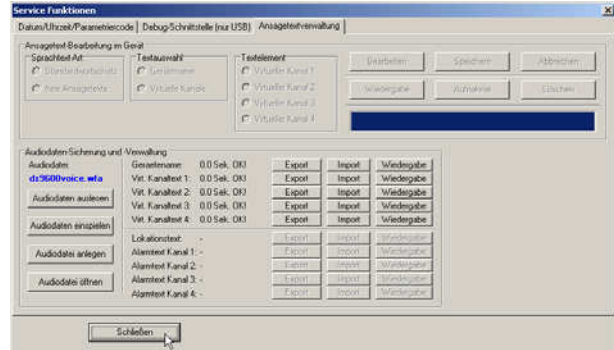 Service Funktionen
Datum/Uhrzeit/Parametriercode | Debug-Schnittstelle (nur USB) | Ansagetextverwaltung
Ansagetext-Bearbeitung im Gerät
Sprachtext-Art Textauswahl Textelement
Standardwortschatz Gerätename Virtueller Kanal 1 Bearbeiten Speichern Abbrechen
freie Ansagetexte Virtuelle Kanäle Virtueller Kanal 2 Wiedergabe Aufnahme Löschen
Virtueller Kanal 3
Virtueller Kanal 4
Audiodaten-Sicherung und -Verwaltung
Audiodatei: Gerätename: 0.0 Sek. OK! Export Import Wiedergabe
ds9600voice.wfa Virt. Kanaltext 1: 0.0 Sek. OK! Export Import Wiedergabe
Audiodaten auslesen Virt. Kanaltext 2: 0.0 Sek. OK! Export Import Wiedergabe
Virt. Kanaltext 3: 0.0 Sek. OK! Export Import Wiedergabe
Audiodaten einspielen Virt. Kanaltext 4: 0.0 Sek. OK! Export Import Wiedergabe
Lokationstext: - Export Import Wiedergabe
Audiodatei anlegen Alarmtext Kanal 1: - Export Import Wiedergabe
Alarmtext Kanal 2: - Export Import Wiedergabe
Audiodatei öffnen Alarmtext Kanal 3: - Export Import Wiedergabe
Alarmtext Kanal 4: - Export Import Wiedergabe
Schließen